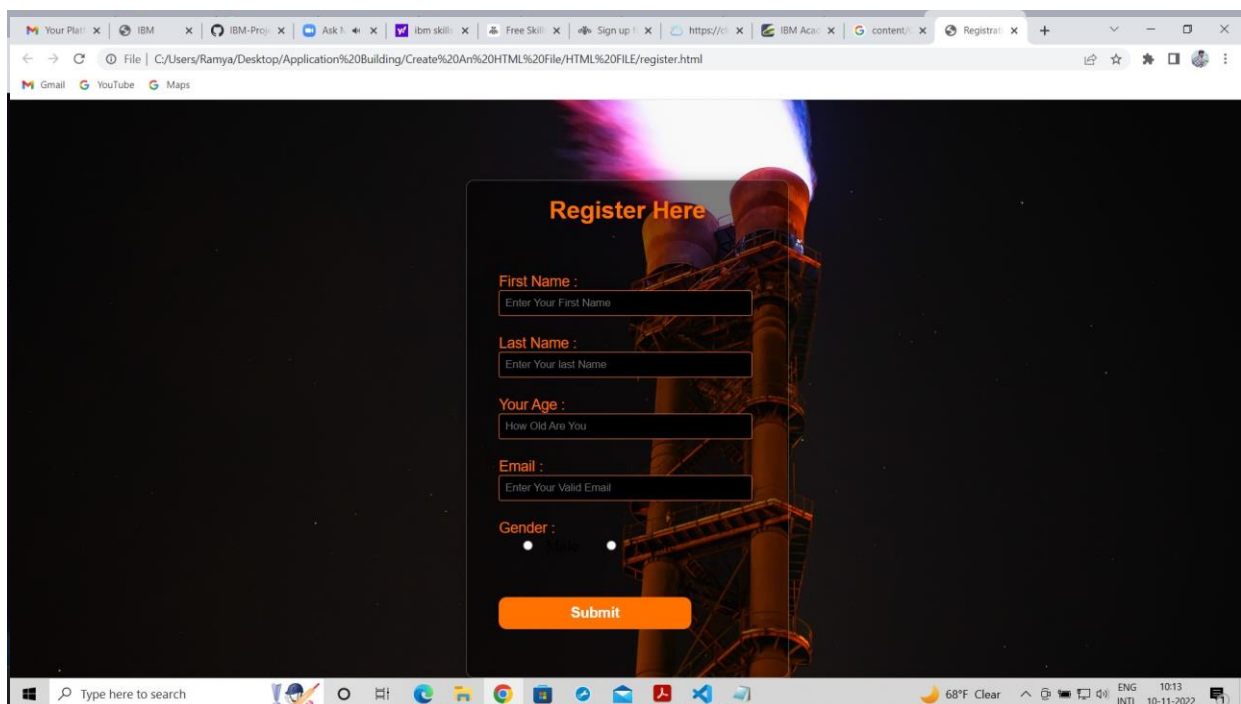 Your Plat IBM IBM-Proj Ask M ibm skill Free Skill Sign up f https://cl IBM Acad content/ Registrat
File | C:/Users/Ramya/Desktop/Application%20Building/Create%20An%20HTML%20File/HTML%20FILE/register.html
Gmail YouTube Maps
Register Here
First Name :
Enter Your First Name
Last Name :
Enter Your last Name
Your Age :
How Old Are You
Email :
Enter Your Valid Email
Gender :
Male
Submit
Type here to search 68°F Clear ENG 10:13
INTL 10-11-2022